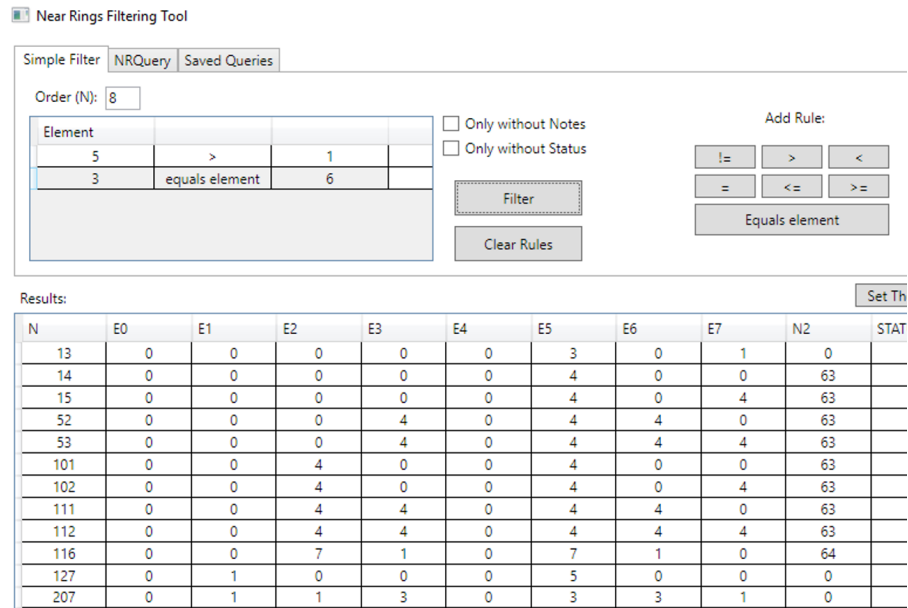 Near Rings Filtering Tool
Simple Filter NRQuery Saved Queries
Order (N): 8
Element
5 > 1
3 equals element 6
Only without Notes
Only without Status
Filter
Clear Rules
Add Rule:
!= > <
= <= >=
Equals element
Results:
Set Th
N E0 E1 E2 E3 E4 E5 E6 E7 N2 STAT
13 0 0 0 0 0 3 0 1 0
14 0 0 0 0 0 4 0 0 63
15 0 0 0 0 0 4 0 4 63
52 0 0 0 4 0 4 4 0 63
53 0 0 0 4 0 4 4 4 63
101 0 0 4 0 0 4 0 0 63
102 0 0 4 0 0 4 0 4 63
111 0 0 4 4 0 4 4 0 63
112 0 0 4 4 0 4 4 4 63
116 0 0 7 1 0 7 1 0 64
127 0 1 0 0 0 5 0 0 0
207 0 1 1 3 0 3 3 1 0